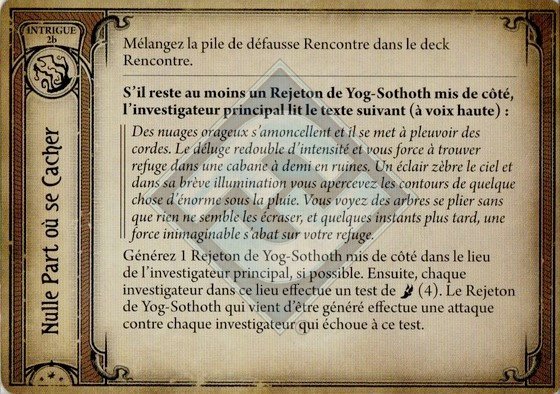 INTRIGUE
2b
Nulle Part où se Cacher
Mélangez la pile de défausse Rencontre dans le deck
Rencontre.
S'il reste au moins un Rejeton de Yog-Sothoth mis de côté,
l'investigateur principal lit le texte suivant (à voix haute) :
Des nuages orageux s'amoncellent et il se met à pleuvoir des
cordes. Le déluge redouble d'intensité et vous force à trouver
refuge dans une cabane à demi en ruines. Un éclair zèbre le ciel et
dans sa brève illumination vous apercevez les contours de quelque
chose d'énorme sous la pluie. Vous voyez des arbres se plier sans
que rien ne semble les écraser, et quelques instants plus tard, une
force inimaginable s'abat sur votre refuge.
Générez 1 Rejeton de Yog-Sothoth mis de côté dans le lieu
de l'investigateur principal, si possible. Ensuite, chaque
investigateur dans ce lieu effectue un test de (4). Le Rejeton
de Yog-Sothoth qui vient d'être généré effectue une attaque
contre chaque investigateur qui échoue à ce test.